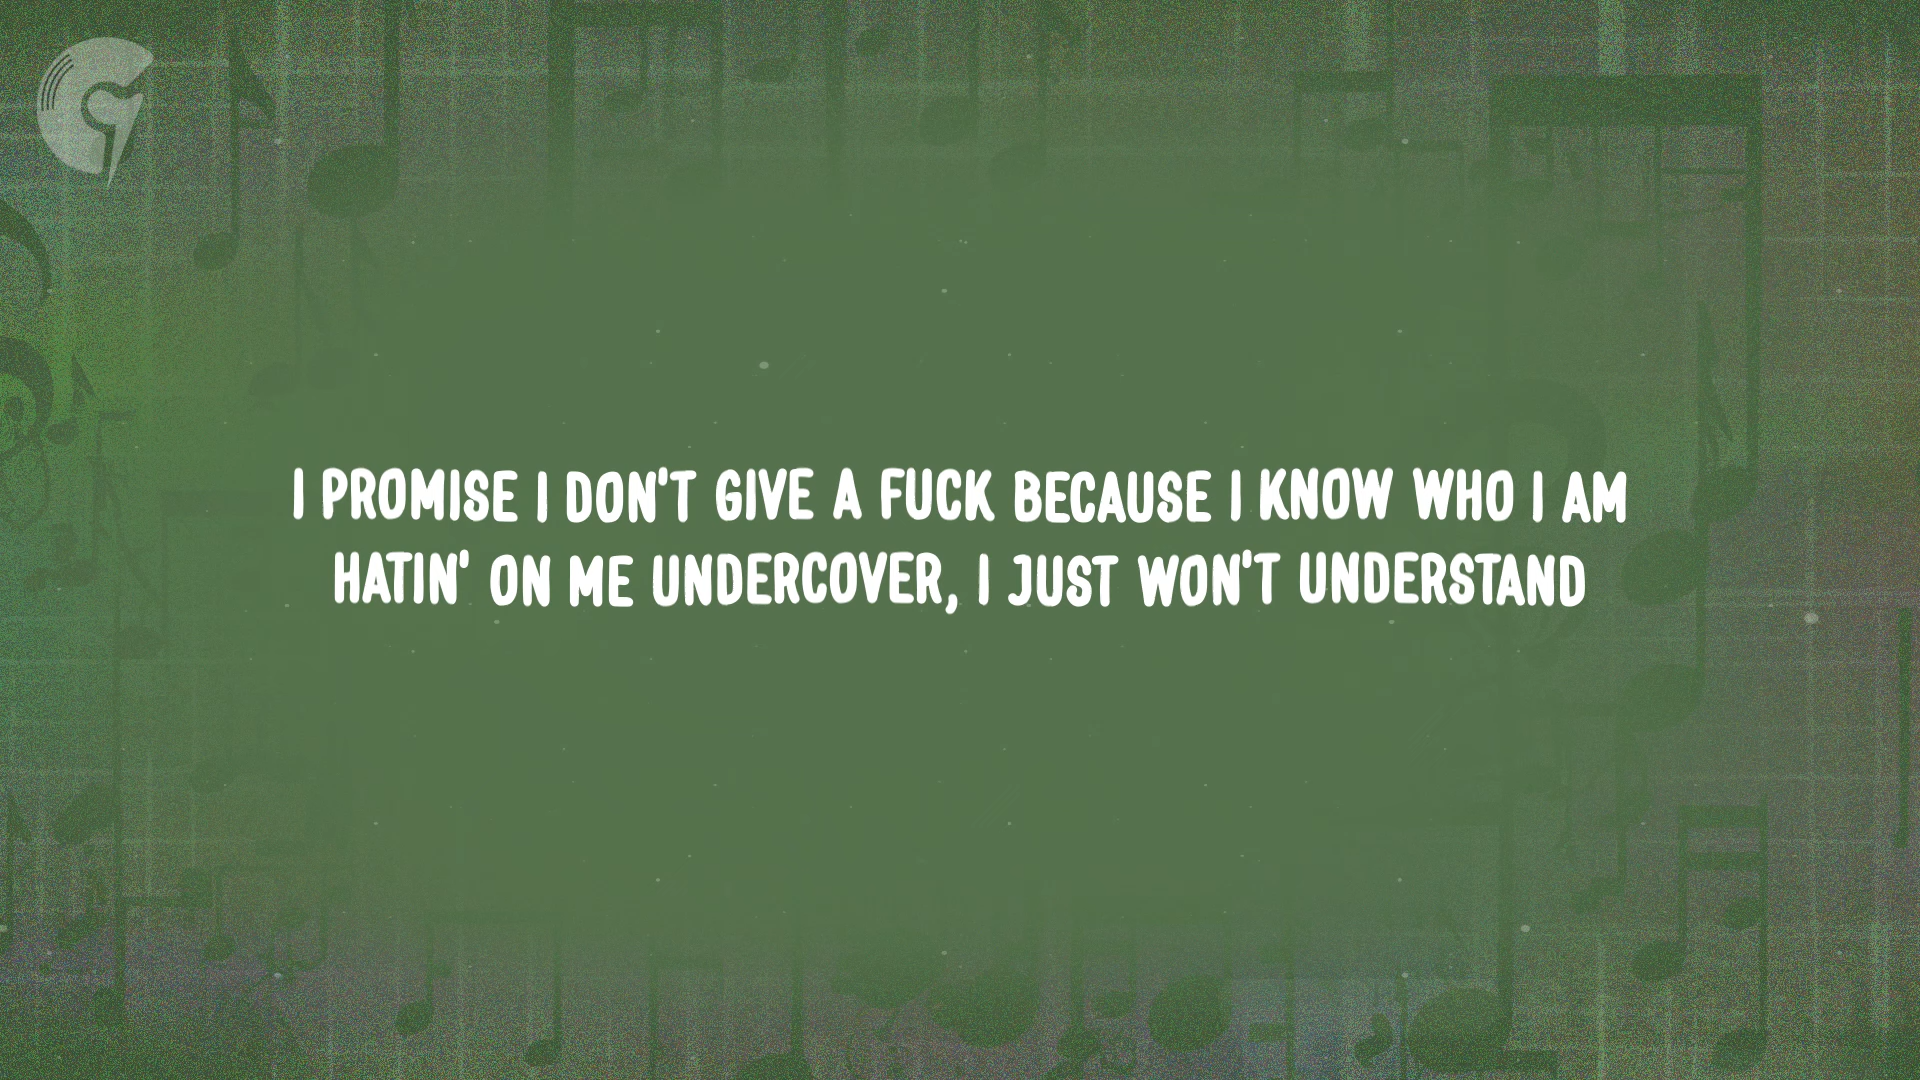 I PROMISE I DON'T GIVE A FUCK BECAUSE I KNOW WHO I AM
HATIN' ON ME UNDERCOVER, I JUST WON'T UNDERSTAND